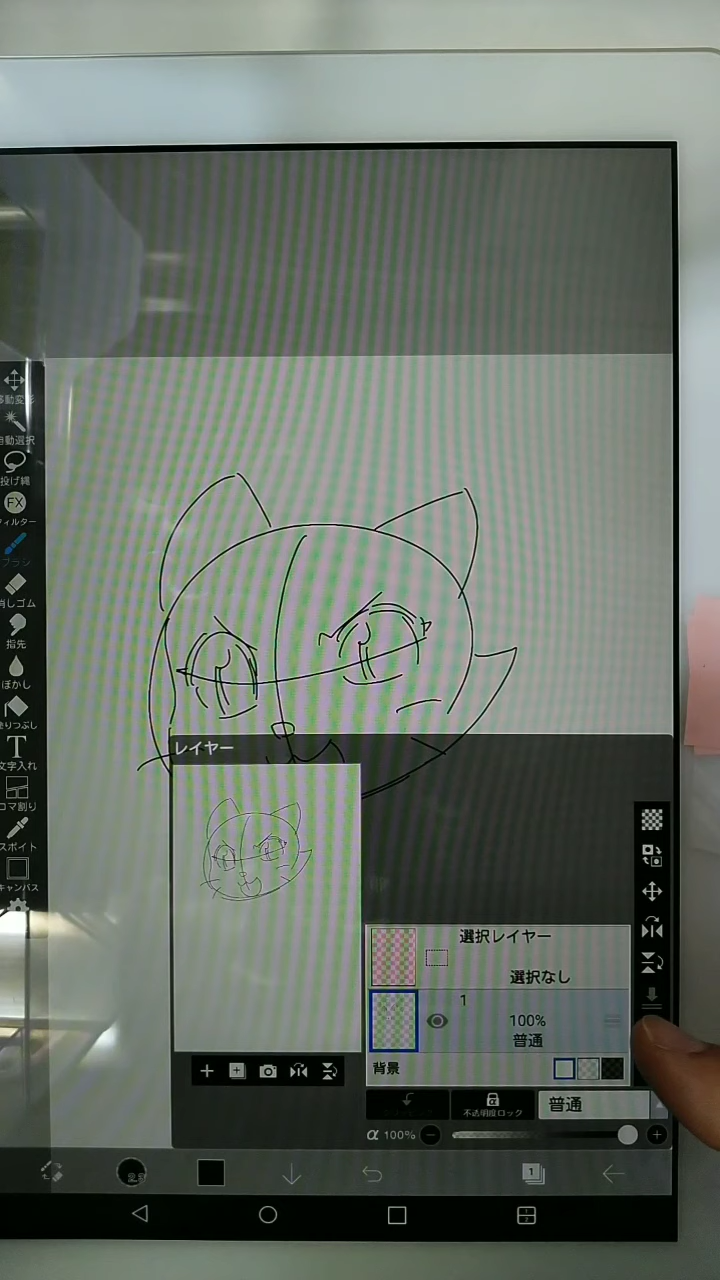 移動変形
自動選択
投げ縄
FX
フィルター
ブラシ
消しゴム
指先
ぼかし
塗りつぶし
T
文字入れ
コマ割り
スポイト
キャンバス
レイヤー
選択レイヤー
選択なし
1
100%
普通
背景
不透明度ロック
普通
α 100%
1